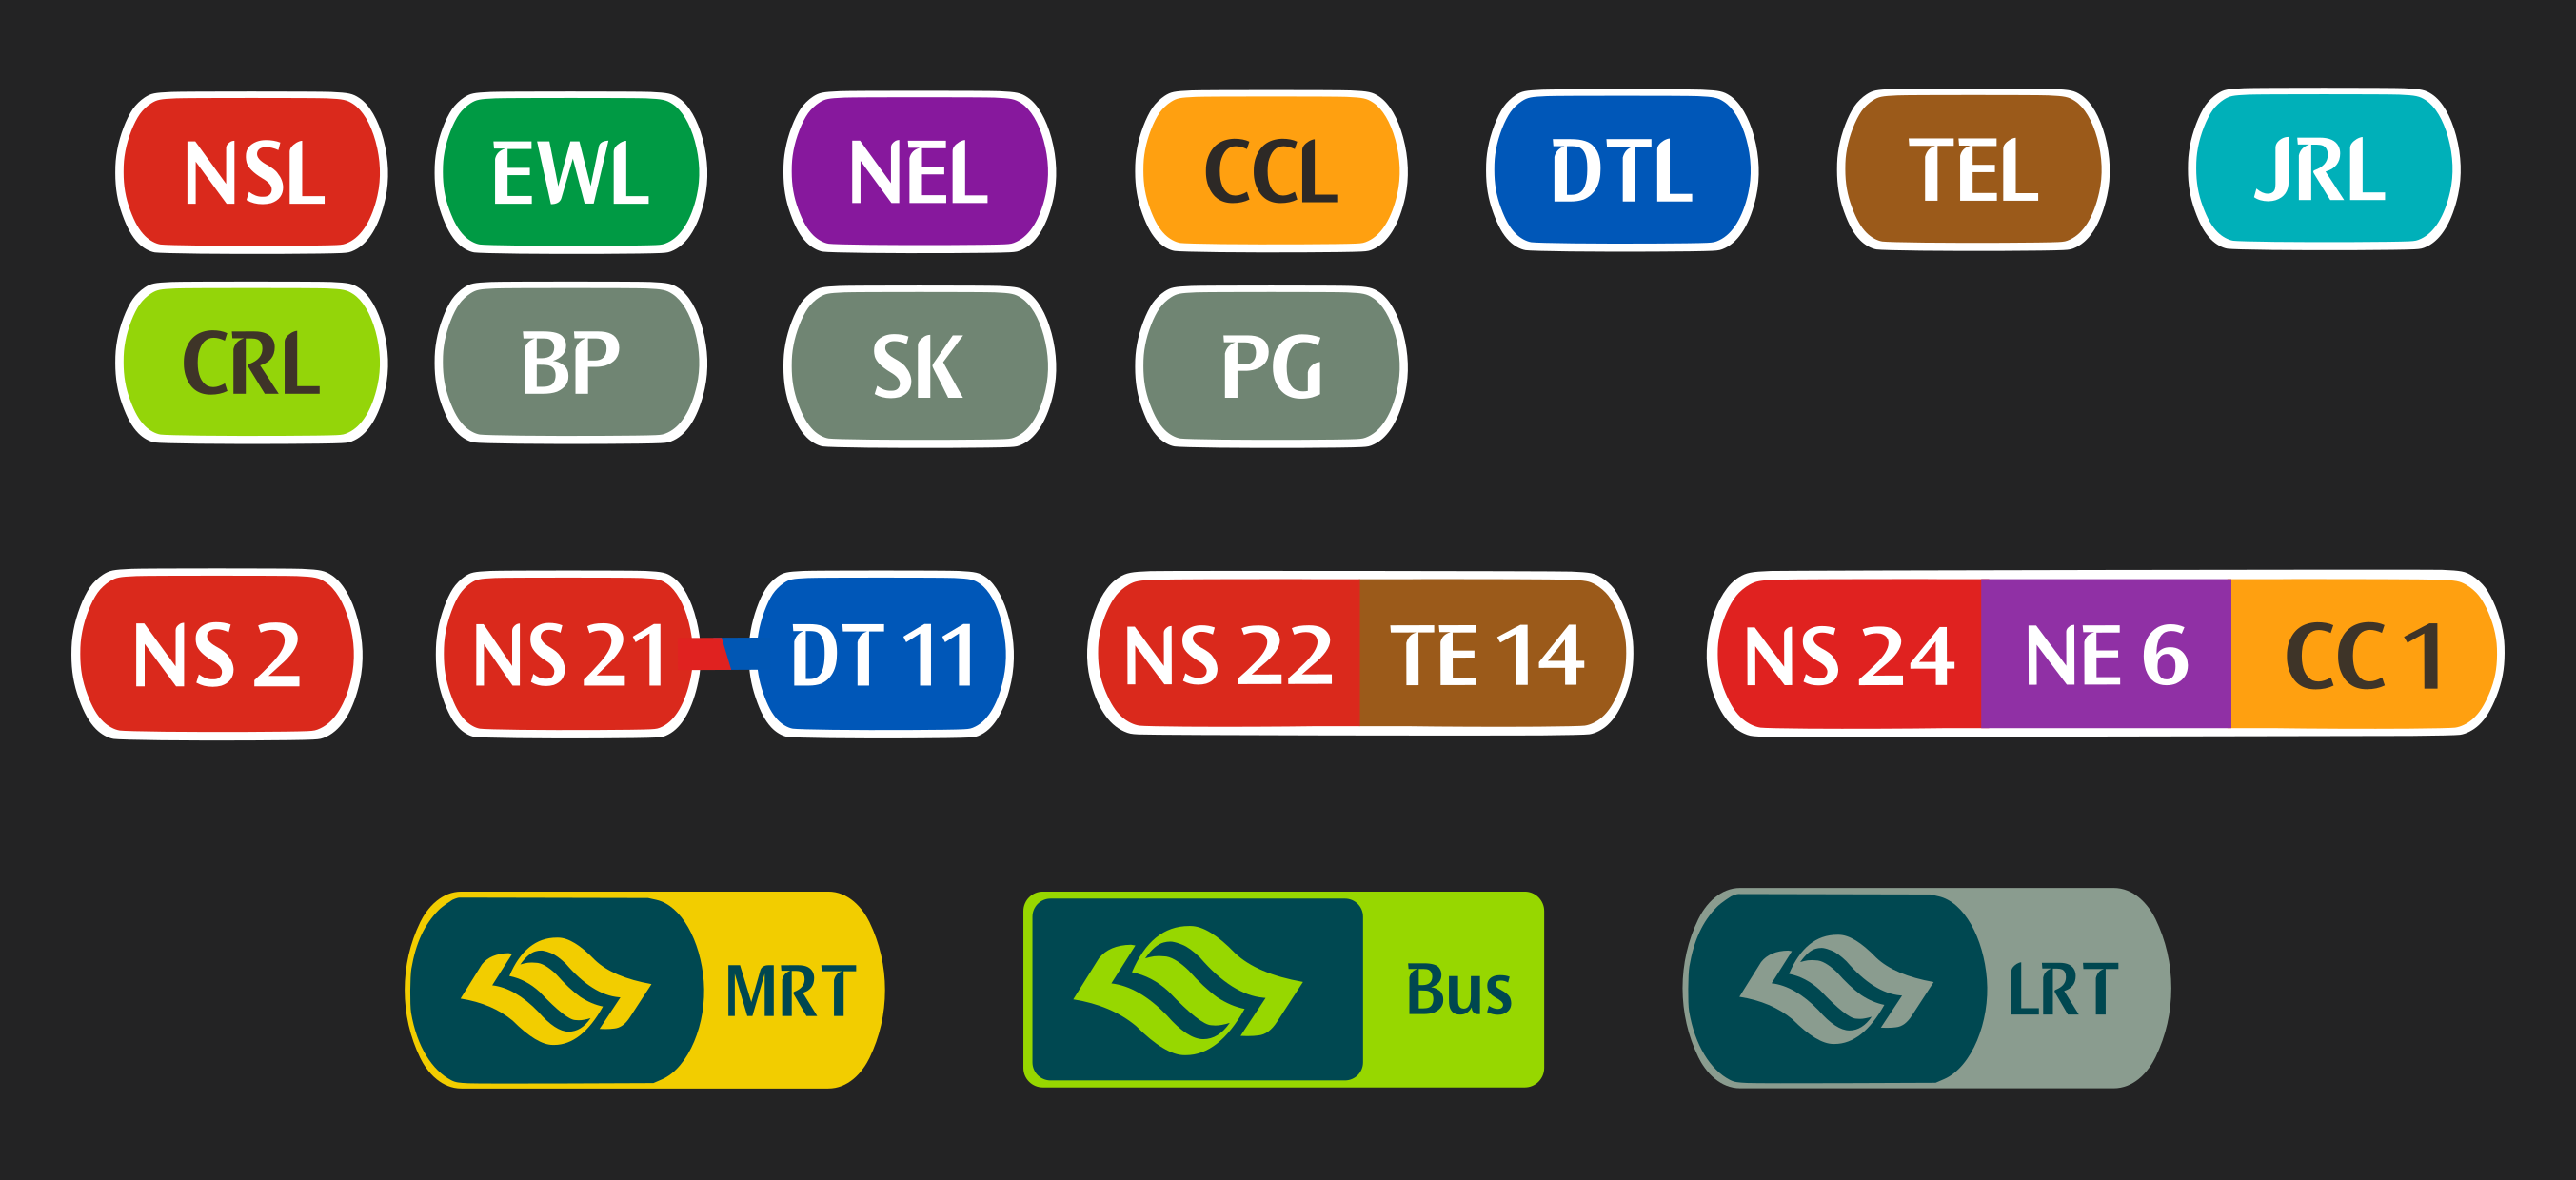 NSL EWL NEL CCL DTL TEL JRL
CRL BP SK PG
NS 2 NS 21 DT 11 NS 22 TE 14 NS 24 NE 6 CC 1
MRT Bus LRT